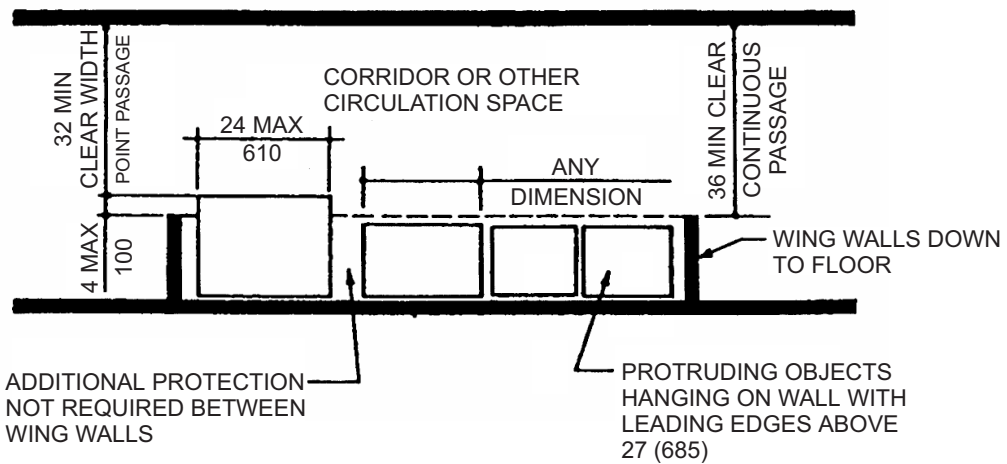 32 MIN
CLEAR WIDTH
POINT PASSAGE
CORRIDOR OR OTHER
CIRCULATION SPACE
36 MIN CLEAR
CONTINUOUS
PASSAGE
24 MAX
610
ANY
DIMENSION
4 MAX
100
WING WALLS DOWN
TO FLOOR
ADDITIONAL PROTECTION
NOT REQUIRED BETWEEN
WING WALLS
PROTRUDING OBJECTS
HANGING ON WALL WITH
LEADING EDGES ABOVE
27 (685)